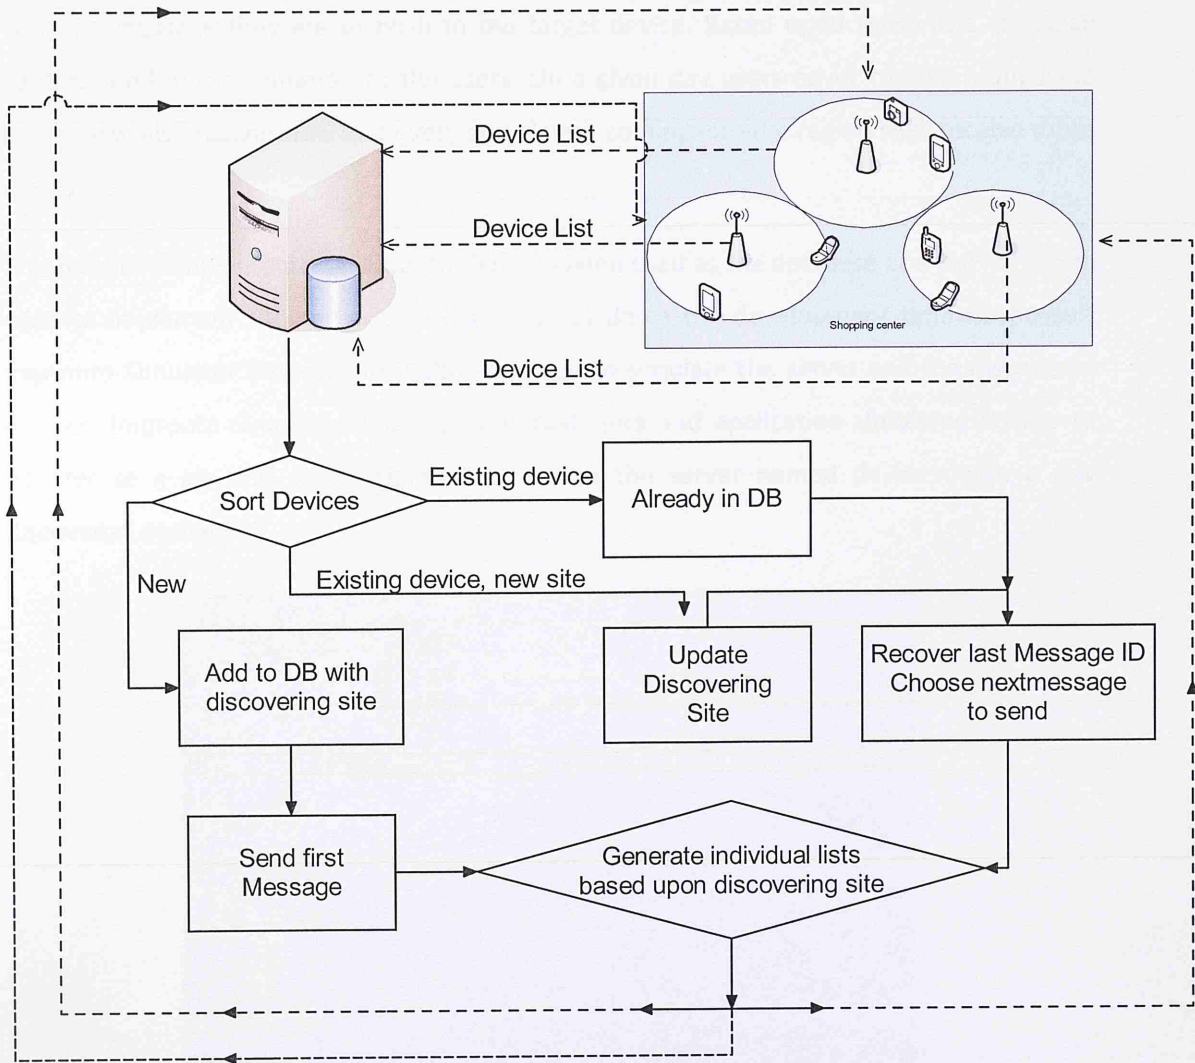 Device List
Device List
Shopping center
Device List
Sort Devices
Existing device
Already in DB
New
Existing device, new site
Add to DB with
discovering site
Update
Discovering
Site
Recover last Message ID
Choose nextmessage
to send
Send first
Message
Generate individual lists
based upon discovering site